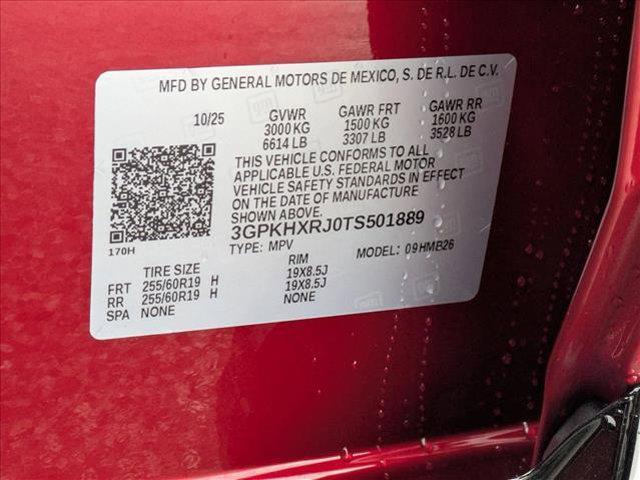 MFD BY GENERAL MOTORS DE MEXICO, S. DE R.L. DE C.V.
10/25 GVWR GAWR FRT GAWR RR
3000 KG 1500 KG 1600 KG
6614 LB 3307 LB 3528 LB
THIS VEHICLE CONFORMS TO ALL
APPLICABLE U.S. FEDERAL MOTOR
VEHICLE SAFETY STANDARDS IN EFFECT
ON THE DATE OF MANUFACTURE
SHOWN ABOVE.
3GPKHXRJ0TS501889
170H TYPE: MPV MODEL: 09HMB26
TIRE SIZE RIM
FRT 255/60R19 H 19X8.5J
RR 255/60R19 H 19X8.5J
SPA NONE NONE